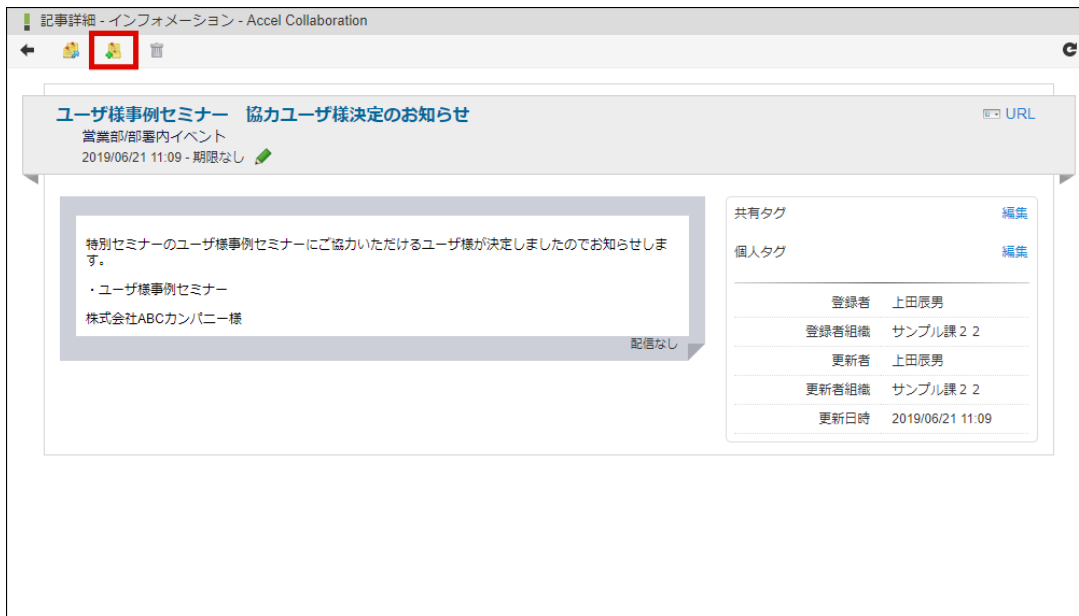 記事詳細 - インフォメーション - Accel Collaboration
ユーザ様事例セミナー　協力ユーザ様決定のお知らせ
URL
営業部/部署内イベント
2019/06/21 11:09 - 期限なし
特別セミナーのユーザ様事例セミナーにご協力いただけるユーザ様が決定しましたのでお知らせしま
す。
・ユーザ様事例セミナー
株式会社ABCカンパニー様
配信なし
共有タグ 編集
個人タグ 編集
登録者 上田辰男
登録者組織 サンプル課２２
更新者 上田辰男
更新者組織 サンプル課２２
更新日時 2019/06/21 11:09